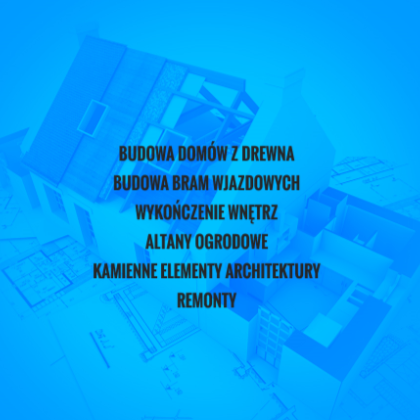 BUDOWA DOMÓW Z DREWNA
BUDOWA BRAM WJAZDOWYCH
WYKOŃCZENIE WNĘTRZ
ALTANY OGRODOWE
KAMIENNE ELEMENTY ARCHITEKTURY
REMONTY